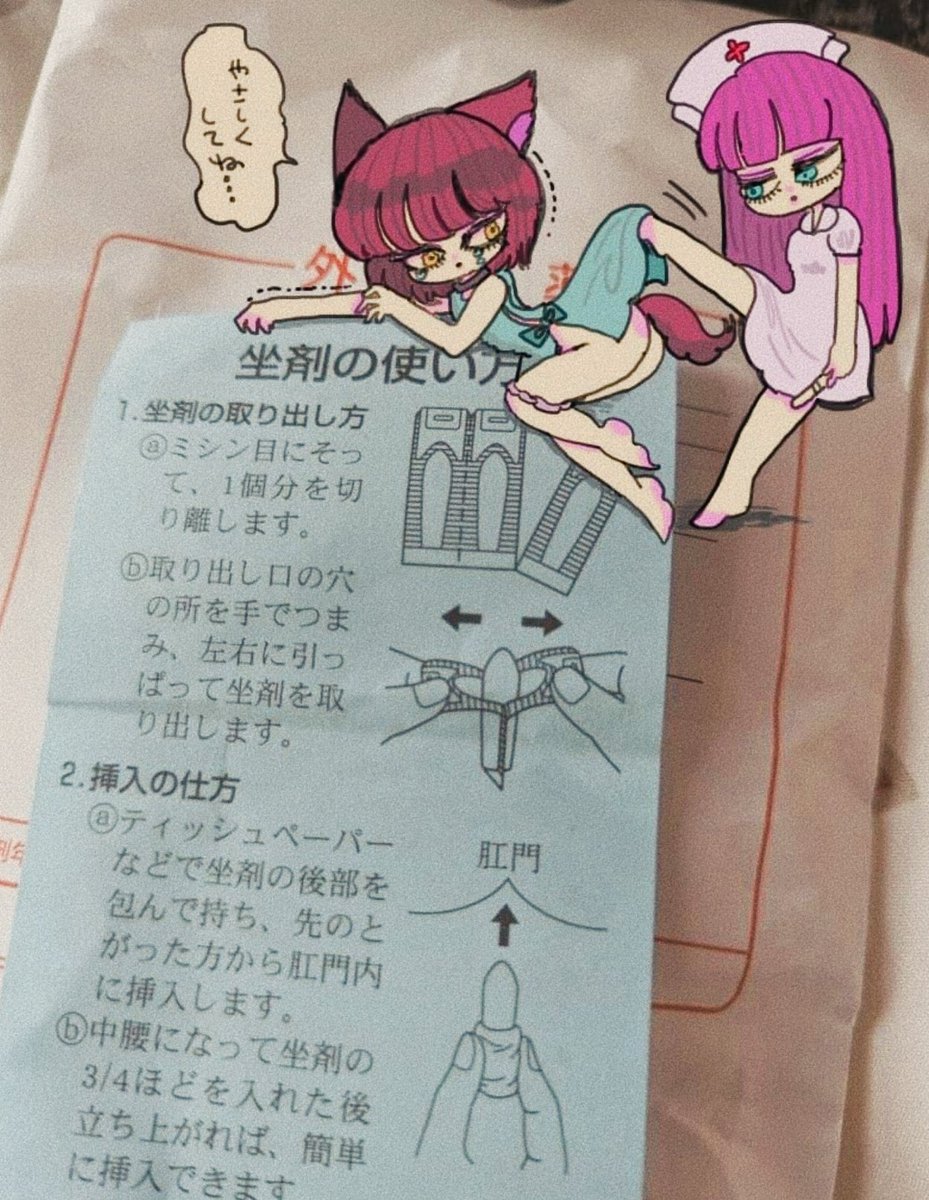 やさしく
してね…
外
坐剤の使い方
1.坐剤の取り出し方
ⓐミシン目にそっ
て、1個分を切
り離します。
ⓑ取り出し口の穴
の所を手でつま
み、左右に引っ
ぱって坐剤を取
り出します。
2.挿入の仕方
ⓐティッシュペーパー
などで坐剤の後部を
包んで持ち、先のと
がった方から肛門内
に挿入します。
ⓑ中腰になって坐剤の
3/4ほどを入れた後
立ち上がれば、簡単
に挿入できます
肛門